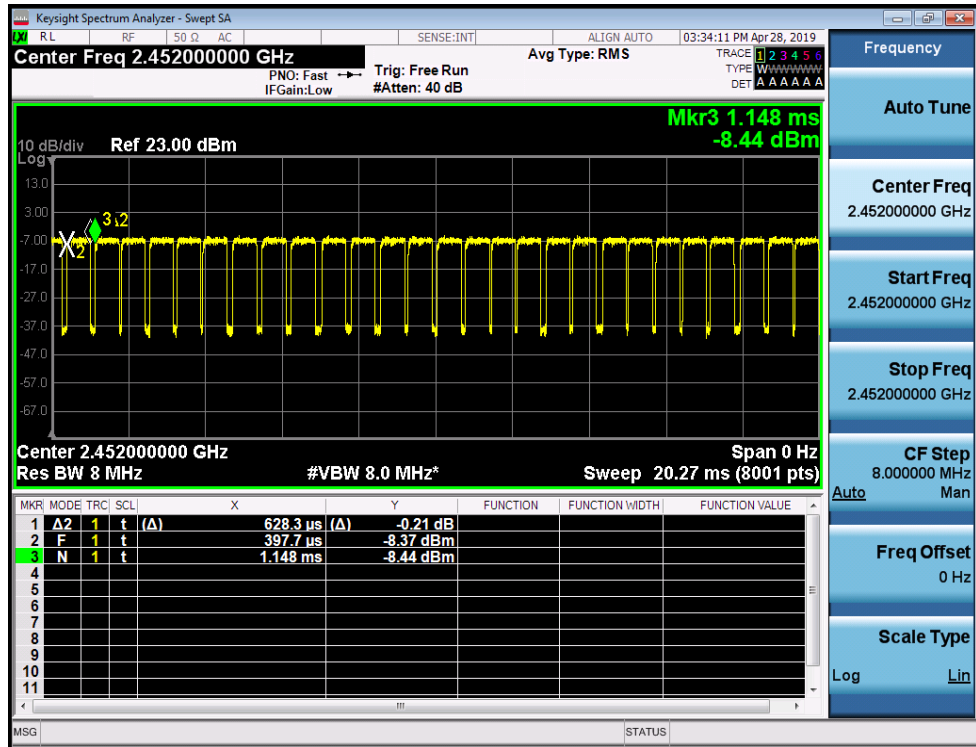 Keysight Spectrum Analyzer - Swept SA
LXI RL RF 50 Ω AC SENSE:INT ALIGN AUTO 03:34:11 PM Apr 28, 2019
Center Freq 2.452000000 GHz
PNO: Fast
IFGain:Low
Trig: Free Run
#Atten: 40 dB
Avg Type: RMS
TRACE 1 2 3 4 5 6
TYPE WWWWWW
DET A A A A A A
Mkr3 1.148 ms
-8.44 dBm
10 dB/div Ref 23.00 dBm
Log
13.0
3.00
-7.00
-17.0
-27.0
-37.0
-47.0
-57.0
-67.0
3 2
2
Center 2.452000000 GHz Span 0 Hz
Res BW 8 MHz #VBW 8.0 MHz* Sweep 20.27 ms (8001 pts)
MKR MODE TRC SCL X Y FUNCTION FUNCTION WIDTH FUNCTION VALUE
1 Δ2 1 t (Δ) 628.3 µs (Δ) -0.21 dB
2 F 1 t 397.7 µs -8.37 dBm
3 N 1 t 1.148 ms -8.44 dBm
4
5
6
7
8
9
10
11
MSG STATUS
Frequency
Auto Tune
Center Freq
2.452000000 GHz
Start Freq
2.452000000 GHz
Stop Freq
2.452000000 GHz
CF Step
8.000000 MHz
Auto Man
Freq Offset
0 Hz
Scale Type
Log Lin